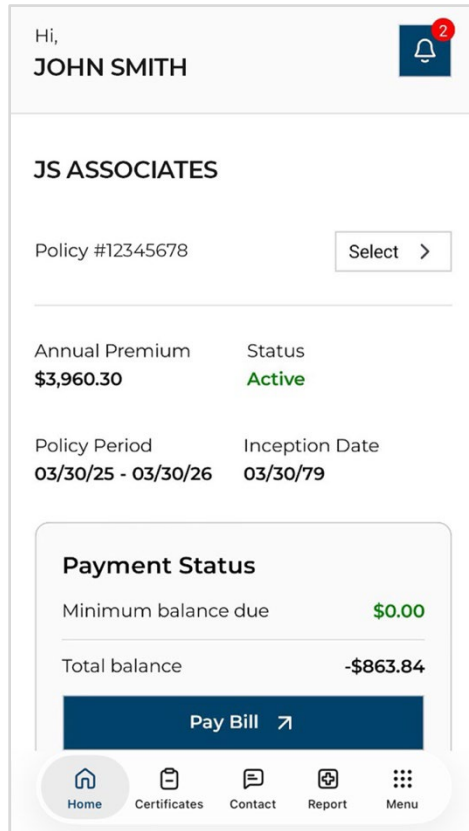 Hi,
JOHN SMITH
2
JS ASSOCIATES
Policy #12345678
Select
Annual Premium
Status
$3,960.30
Active
Policy Period
Inception Date
03/30/25 - 03/30/26
03/30/79
Payment Status
Minimum balance due
$0.00
Total balance
-$863.84
Pay Bill
Home
Certificates
Contact
Report
Menu